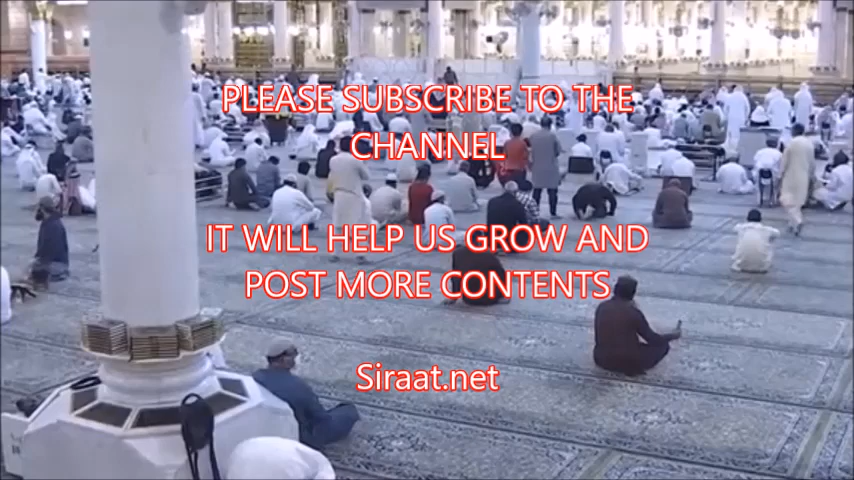 PLEASE SUBSCRIBE TO THE
CHANNEL
IT WILL HELP US GROW AND
POST MORE CONTENTS
Siraat.net